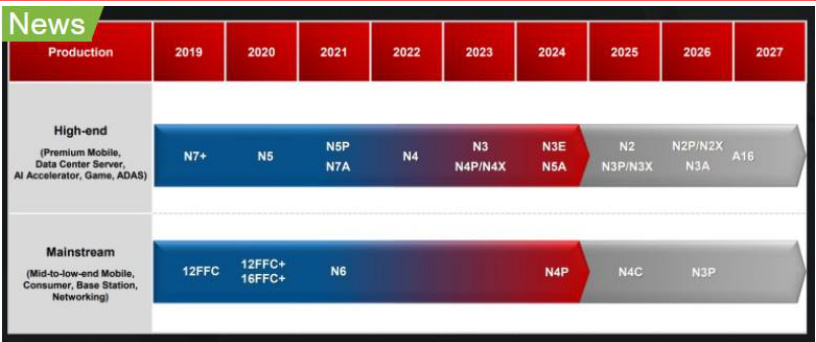 News
Production 2019 2020 2021 2022 2023 2024 2025 2026 2027
High-end
(Premium Mobile,
Data Center Server,
AI Accelerator, Game, ADAS)
N7+ N5 N5P N4 N3 N3E N2 N2P/N2X A16
N7A N4P/N4X N5A N3P/N3X N3A
Mainstream
(Mid-to-low-end Mobile,
Consumer, Base Station,
Networking)
12FFC 12FFC+ N6 N4P N4C N3P
16FFC+